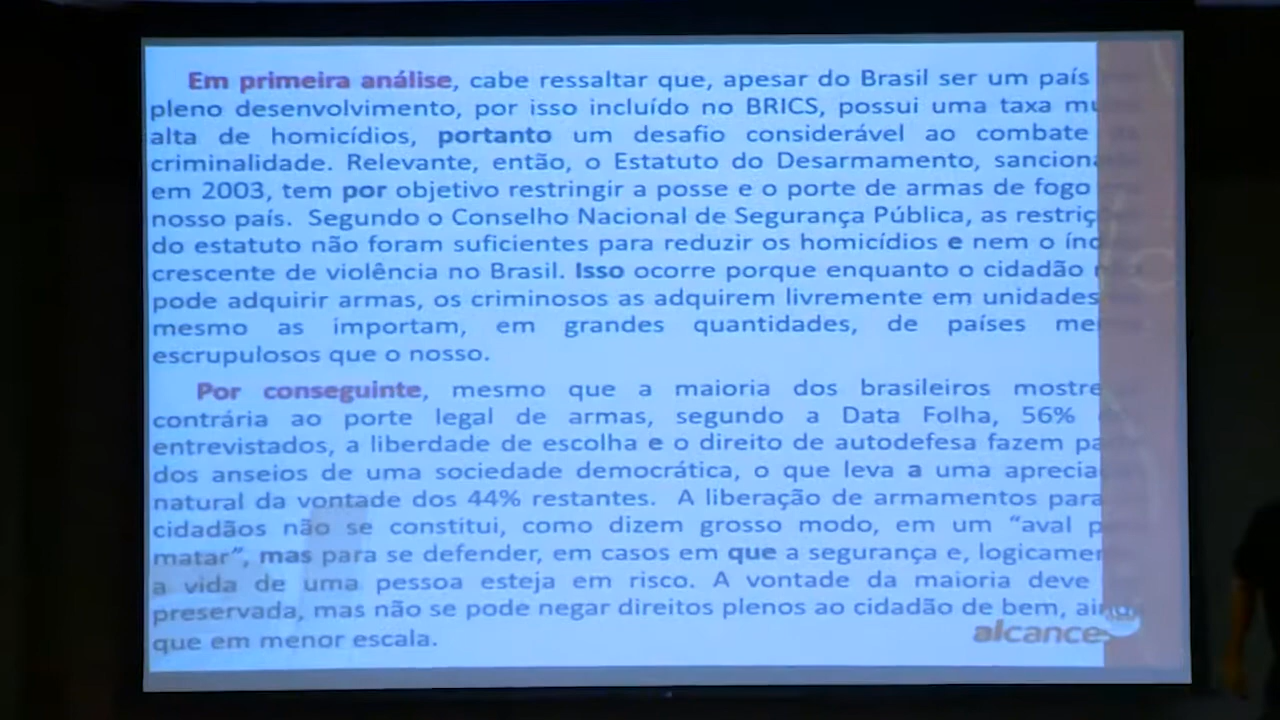 Em primeira análise, cabe ressaltar que, apesar do Brasil ser um país
pleno desenvolvimento, por isso incluído no BRICS, possui uma taxa
alta de homicídios, portanto um desafio considerável ao combate
criminalidade. Relevante, então, o Estatuto do Desarmamento,
em 2003, tem por objetivo restringir a posse e o porte de armas de fogo
nosso país. Segundo o Conselho Nacional de Segurança Pública, as
do estatuto não foram suficientes para reduzir os homicídios e nem o
crescente de violência no Brasil. Isso ocorre porque enquanto o cidadão
pode adquirir armas, os criminosos as adquirem livremente em unidades
mesmo as importam, em grandes quantidades, de países
escrupulosos que o nosso.
Por conseguinte, mesmo que a maioria dos brasileiros mostre
contrária ao porte legal de armas, segundo a Data Folha, 56%
entrevistados, a liberdade de escolha e o direito de autodefesa fazem
dos anseios de uma sociedade democrática, o que leva a uma
natural da vontade dos 44% restantes. A liberação de armamentos para
cidadãos não se constitui, como dizem grosso modo, em um "aval
matar", mas para se defender, em casos em que a segurança e,
a vida de uma pessoa esteja em risco. A vontade da maioria deve
preservada, mas não se pode negar direitos plenos ao cidadão de bem,
que em menor escala.
alcance